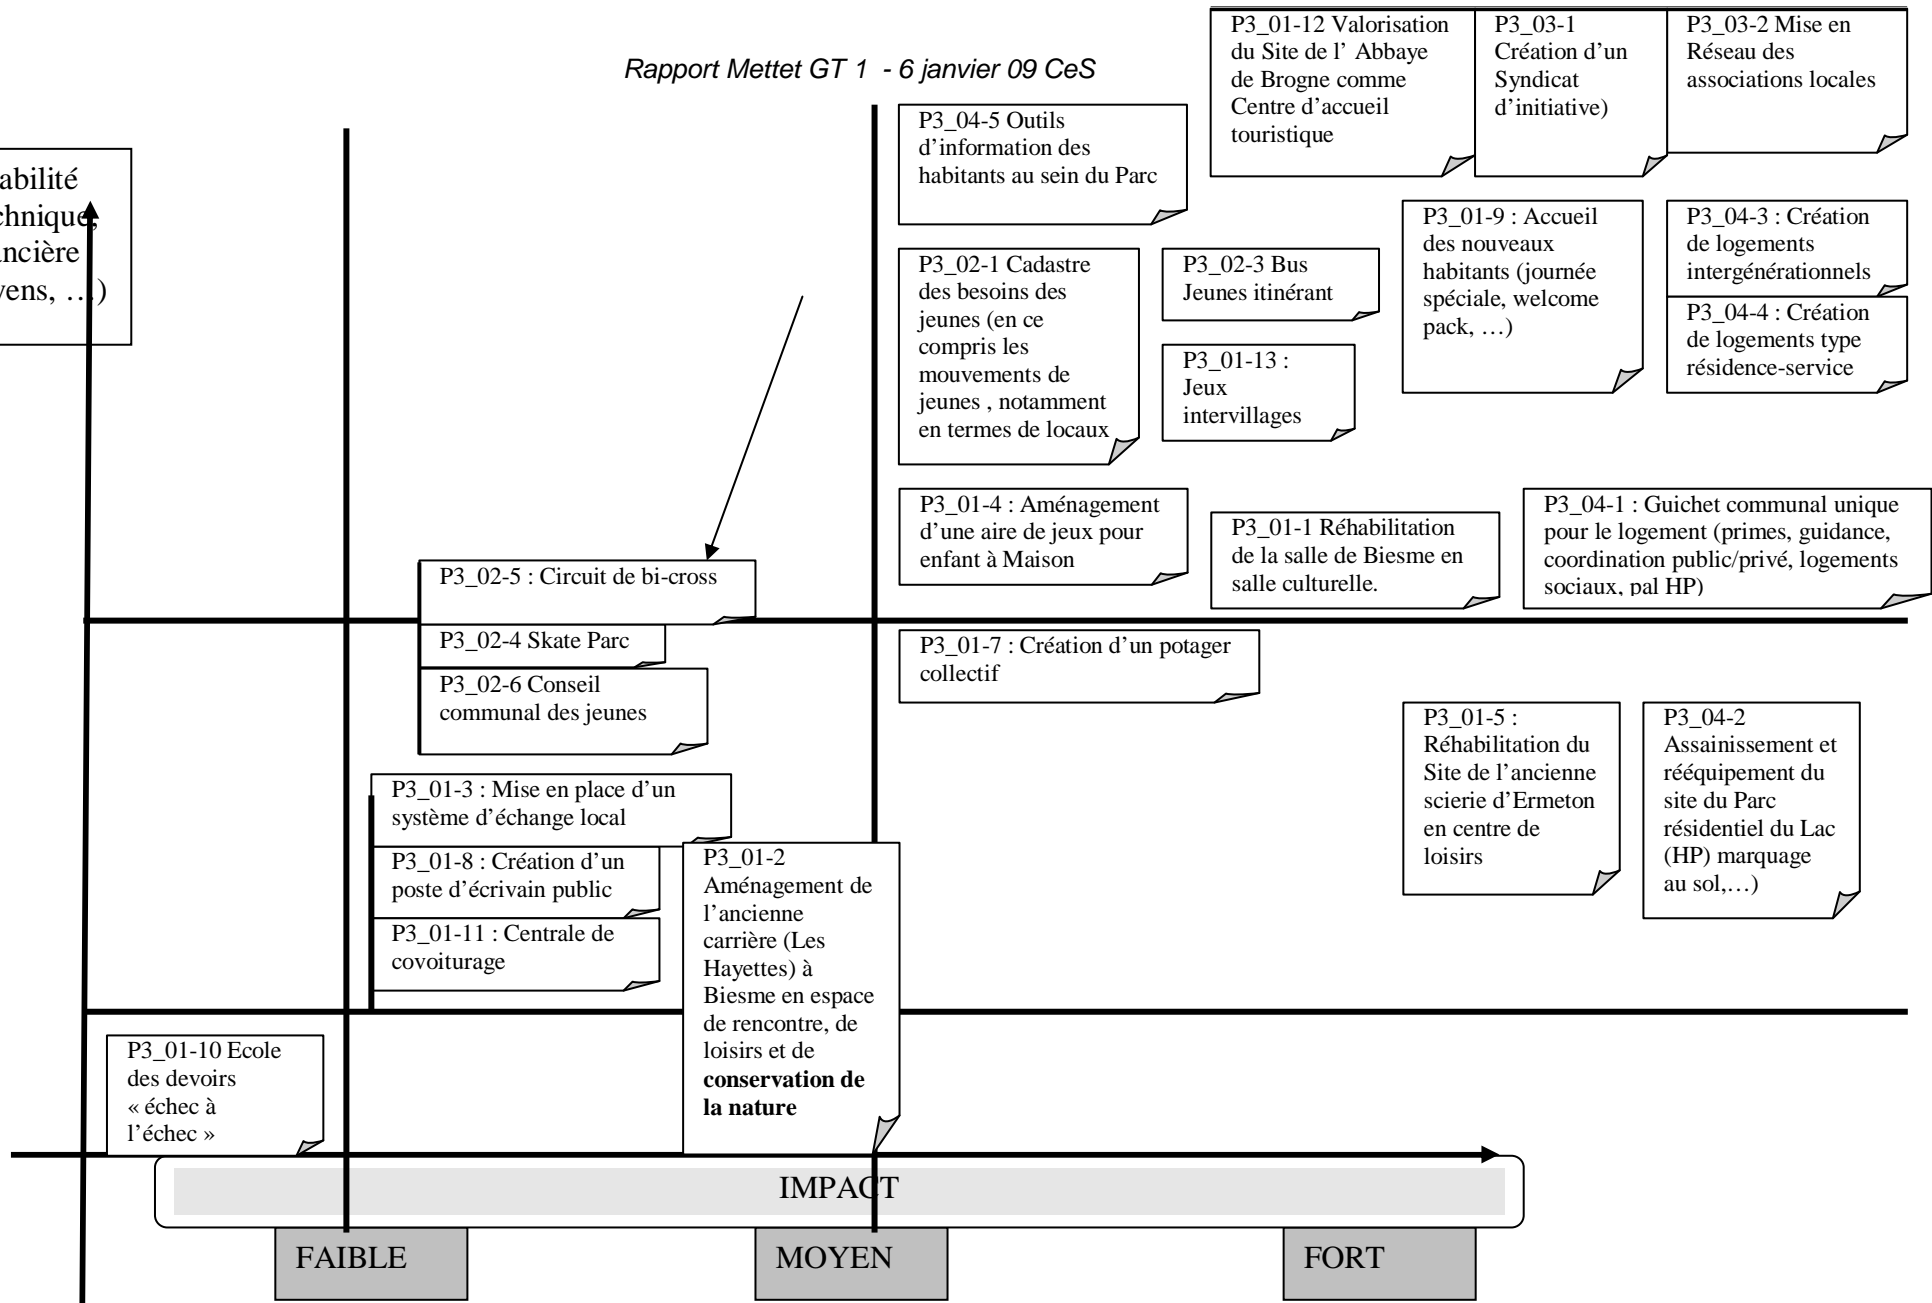 Rapport Mettet GT 1 - 6 janvier 09 CeS
P3_01-12 Valorisation
du Site de l’ Abbaye
de Brogne comme
Centre d’accueil
touristique
P3_03-1
Création d’un
Syndicat
d’initiative)
P3_03-2 Mise en
Réseau des
associations locales
P3_04-5 Outils
d’information des
habitants au sein du Parc
abilité
chnique,
ancière
yens, …)
P3_02-1 Cadastre
des besoins des
jeunes (en ce
compris les
mouvements de
jeunes , notamment
en termes de locaux
P3_02-3 Bus
Jeunes itinérant
P3_01-13 :
Jeux
intervillages
P3_01-9 : Accueil
des nouveaux
habitants (journée
spéciale, welcome
pack, …)
P3_04-3 : Création
de logements
intergénérationnels
P3_04-4 : Création
de logements type
résidence-service
P3_01-4 : Aménagement
d’une aire de jeux pour
enfant à Maison
P3_01-1 Réhabilitation
de la salle de Biesme en
salle culturelle.
P3_04-1 : Guichet communal unique
pour le logement (primes, guidance,
coordination public/privé, logements
sociaux, pal HP)
P3_02-5 : Circuit de bi-cross
P3_02-4 Skate Parc
P3_02-6 Conseil
communal des jeunes
P3_01-7 : Création d’un potager
collectif
P3_01-5 :
Réhabilitation du
Site de l’ancienne
scierie d’Ermeton
en centre de
loisirs
P3_04-2
Assainissement et
rééquipement du
site du Parc
résidentiel du Lac
(HP) marquage
au sol,…)
P3_01-3 : Mise en place d’un
système d’échange local
P3_01-8 : Création d’un
poste d’écrivain public
P3_01-11 : Centrale de
covoiturage
P3_01-2
Aménagement de
l’ancienne
carrière (Les
Hayettes) à
Biesme en espace
de rencontre, de
loisirs et de
conservation de
la nature
P3_01-10 Ecole
des devoirs
« échec à
l’échec »
IMPACT
FAIBLE
MOYEN
FORT